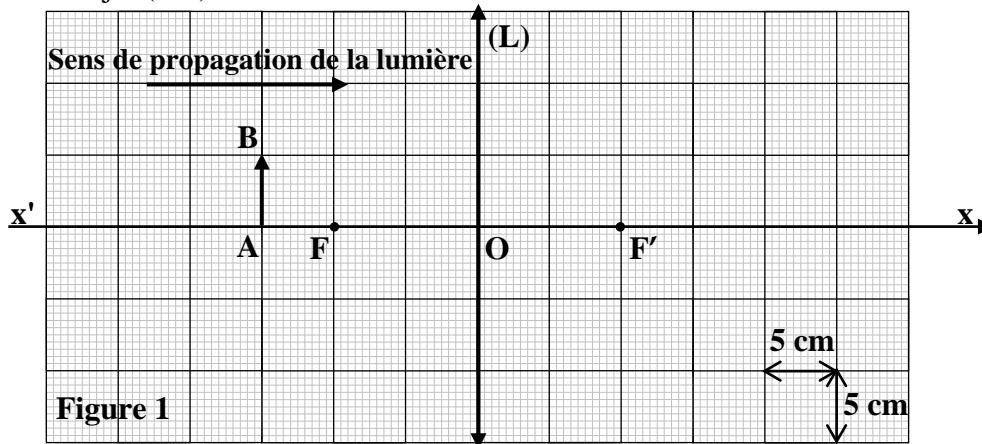 (L)
Sens de propagation de la lumière
B
x'
x
A
F
O
F'
5 cm
5 cm
Figure 1